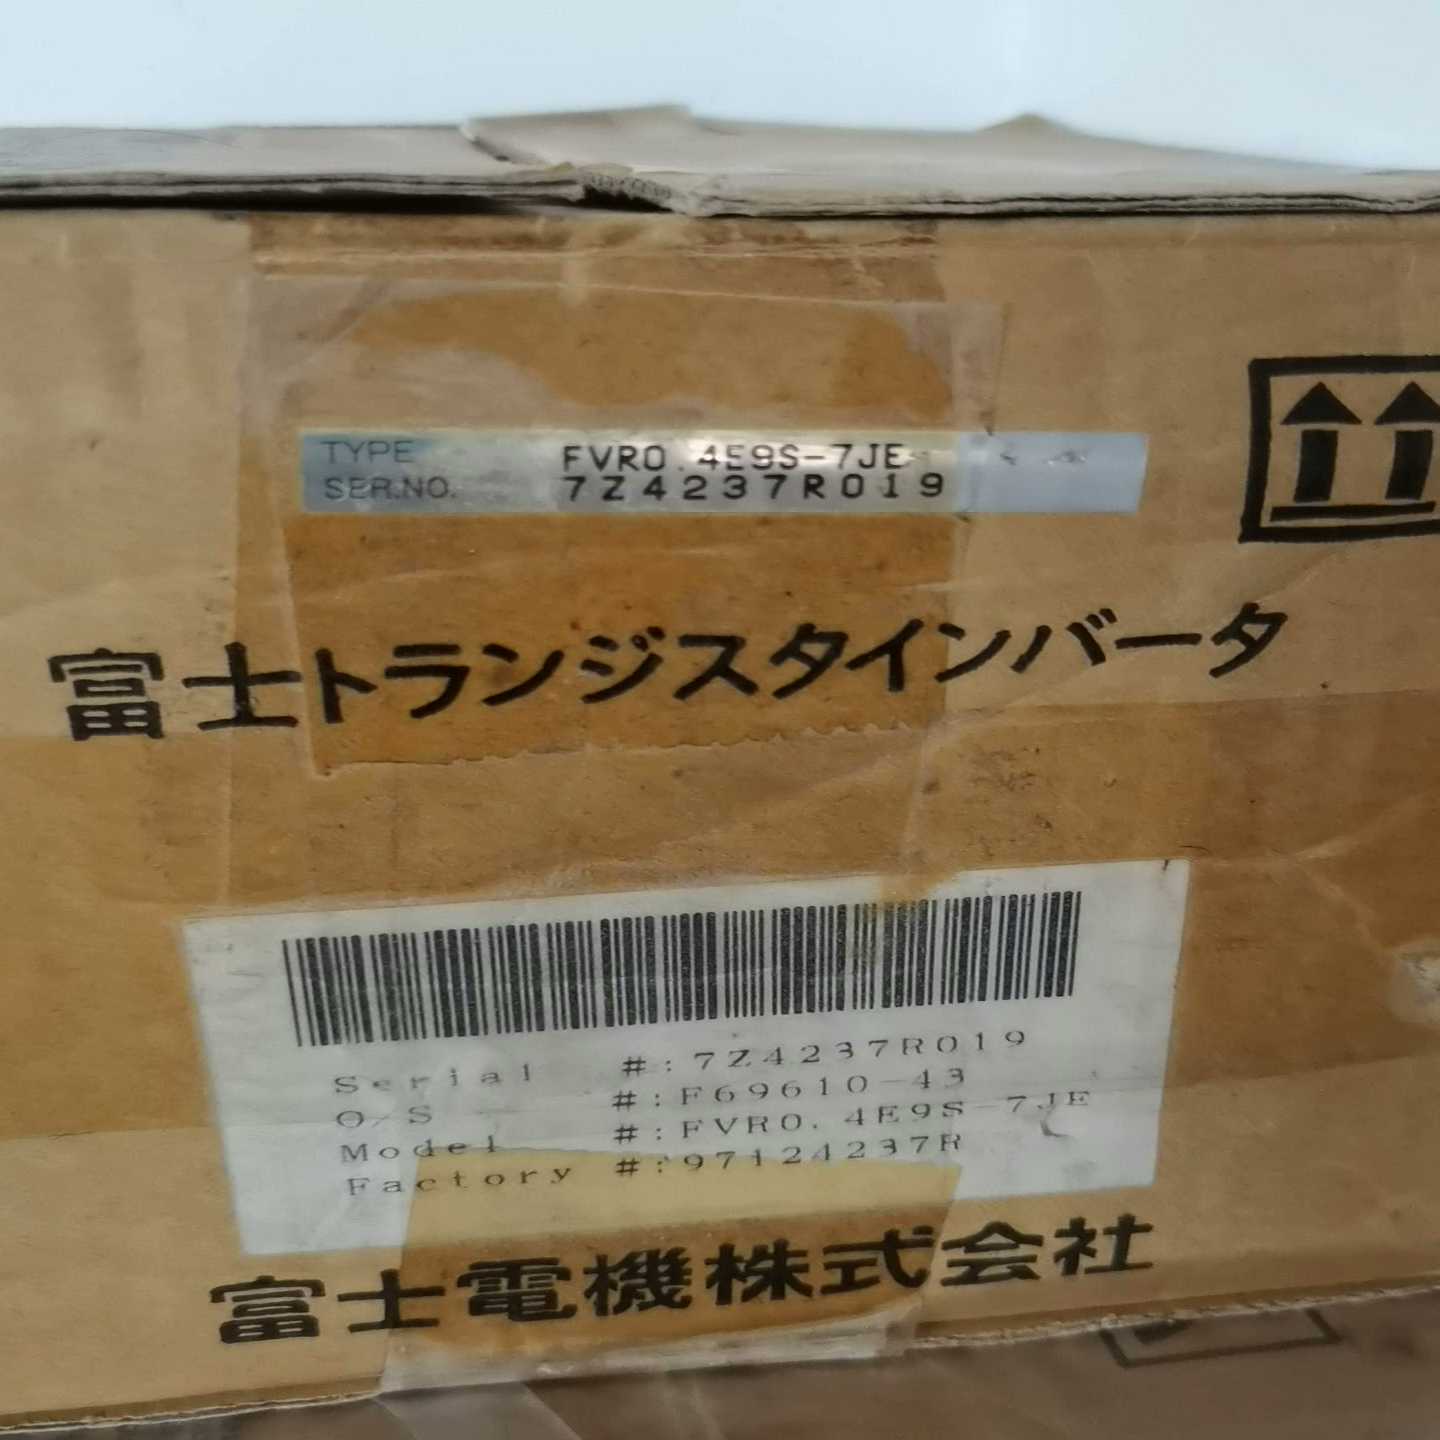 TYPE FVR0.4E9S-7JE
SER.NO. 7Z4237R019
富士トランジスタインバータ
Serial #:7Z4237R019
O/S #:F69610-43
Model #:FVR0.4E9S-7JE
Factory #:97124237R
富士電機株式会社